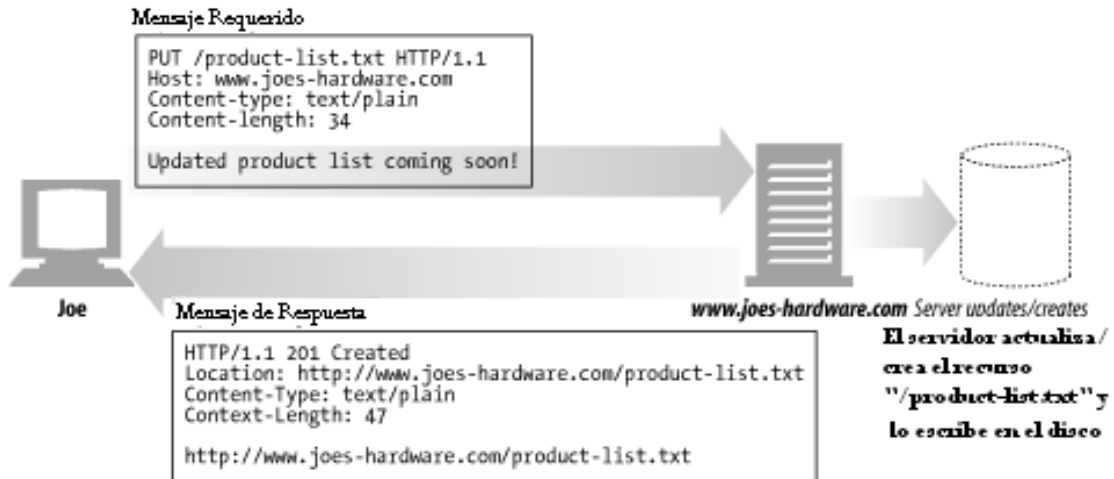 Mensaje Requerido
PUT /product-list.txt HTTP/1.1
Host: www.joes-hardware.com
Content-type: text/plain
Content-length: 34
Updated product list coming soon!
Joe
www.joes-hardware.com Server updates/creates
El servidor actualiza/
crea el recurso
"/product-list.txt" y
lo escribe en el disco
Mensaje de Respuesta
HTTP/1.1 201 Created
Location: http://www.joes-hardware.com/product-list.txt
Content-Type: text/plain
Context-Length: 47
http://www.joes-hardware.com/product-list.txt